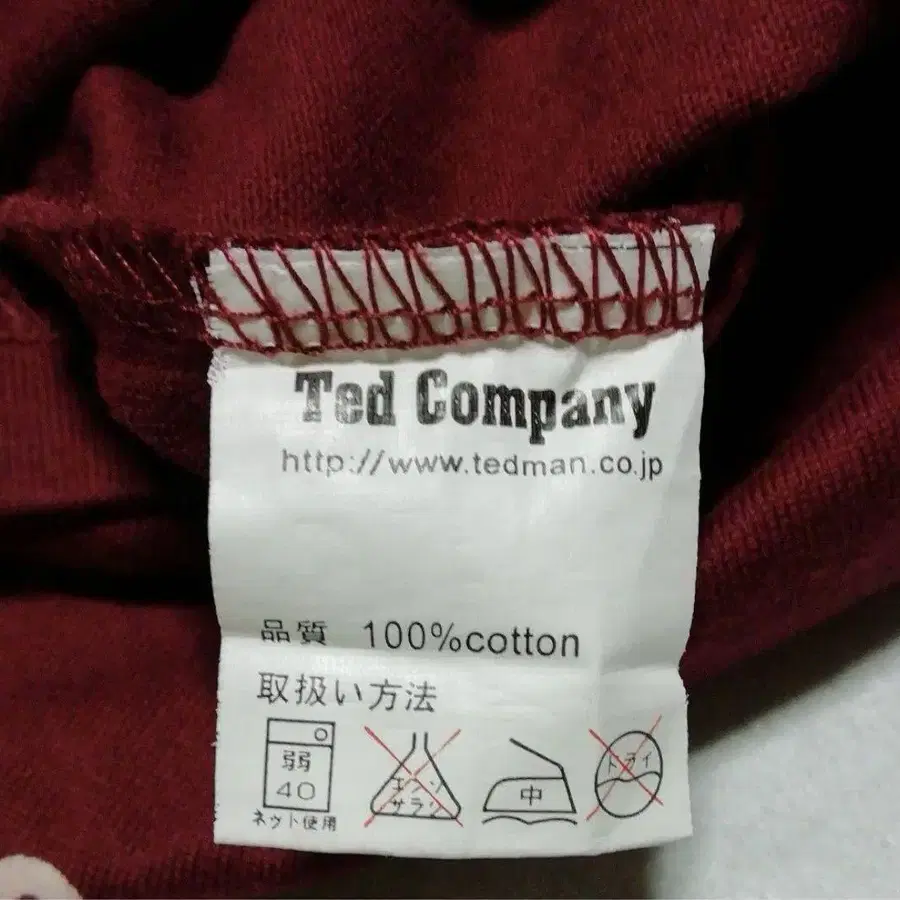 Ted Company
http://www.tedman.co.jp
品質 100%cotton
取扱い方法
弱
40
ネット使用
エンソ
サラシ
中
ドライ